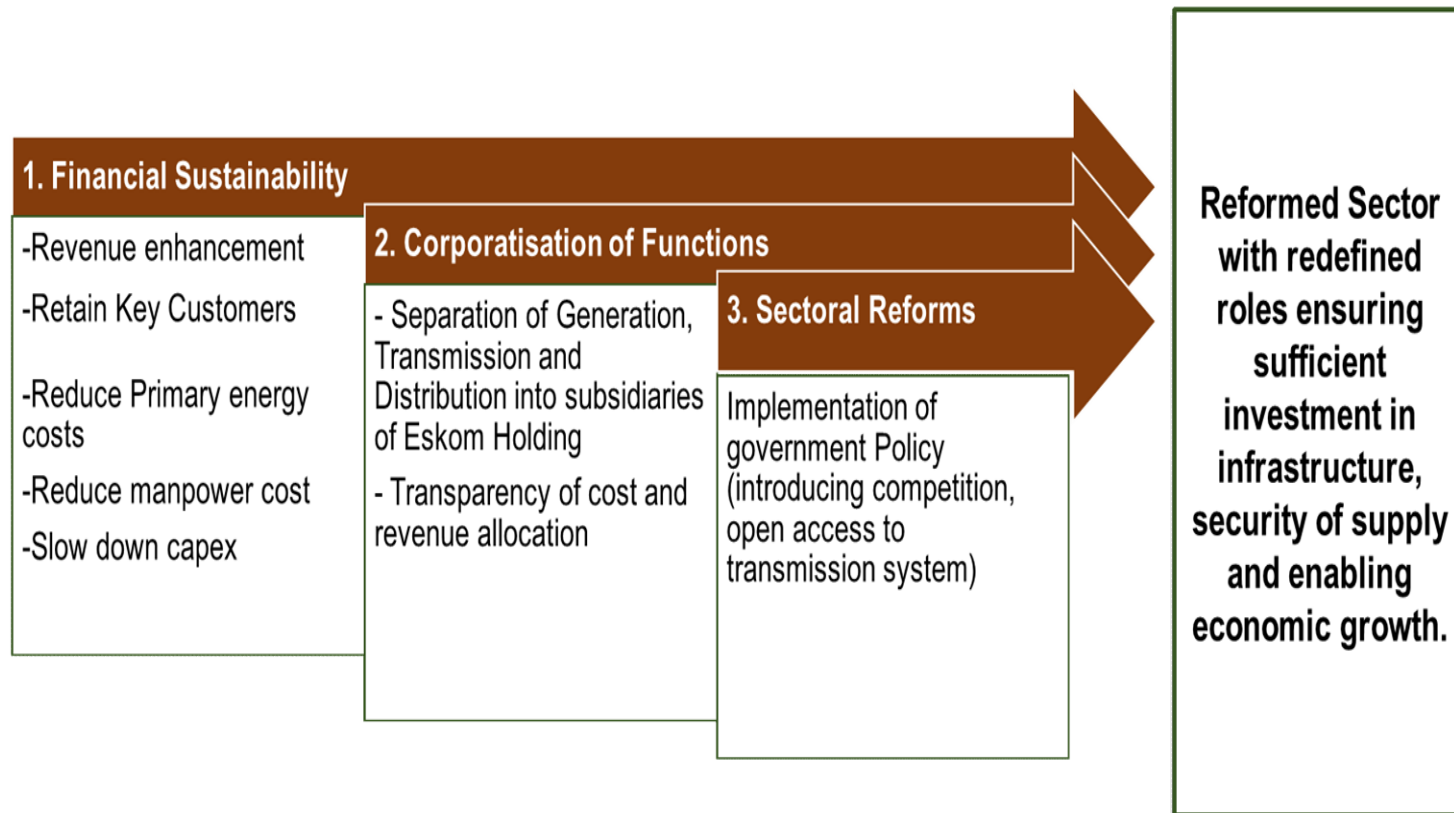 1. Financial Sustainability
-Revenue enhancement
-Retain Key Customers
-Reduce Primary energy
costs
-Reduce manpower cost
-Slow down capex
2. Corporatisation of Functions
- Separation of Generation,
Transmission and
Distribution into subsidiaries
of Eskom Holding
- Transparency of cost and
revenue allocation
3. Sectoral Reforms
Implementation of
government Policy
(introducing competition,
open access to
transmission system)
Reformed Sector
with redefined
roles ensuring
sufficient
investment in
infrastructure,
security of supply
and enabling
economic growth.